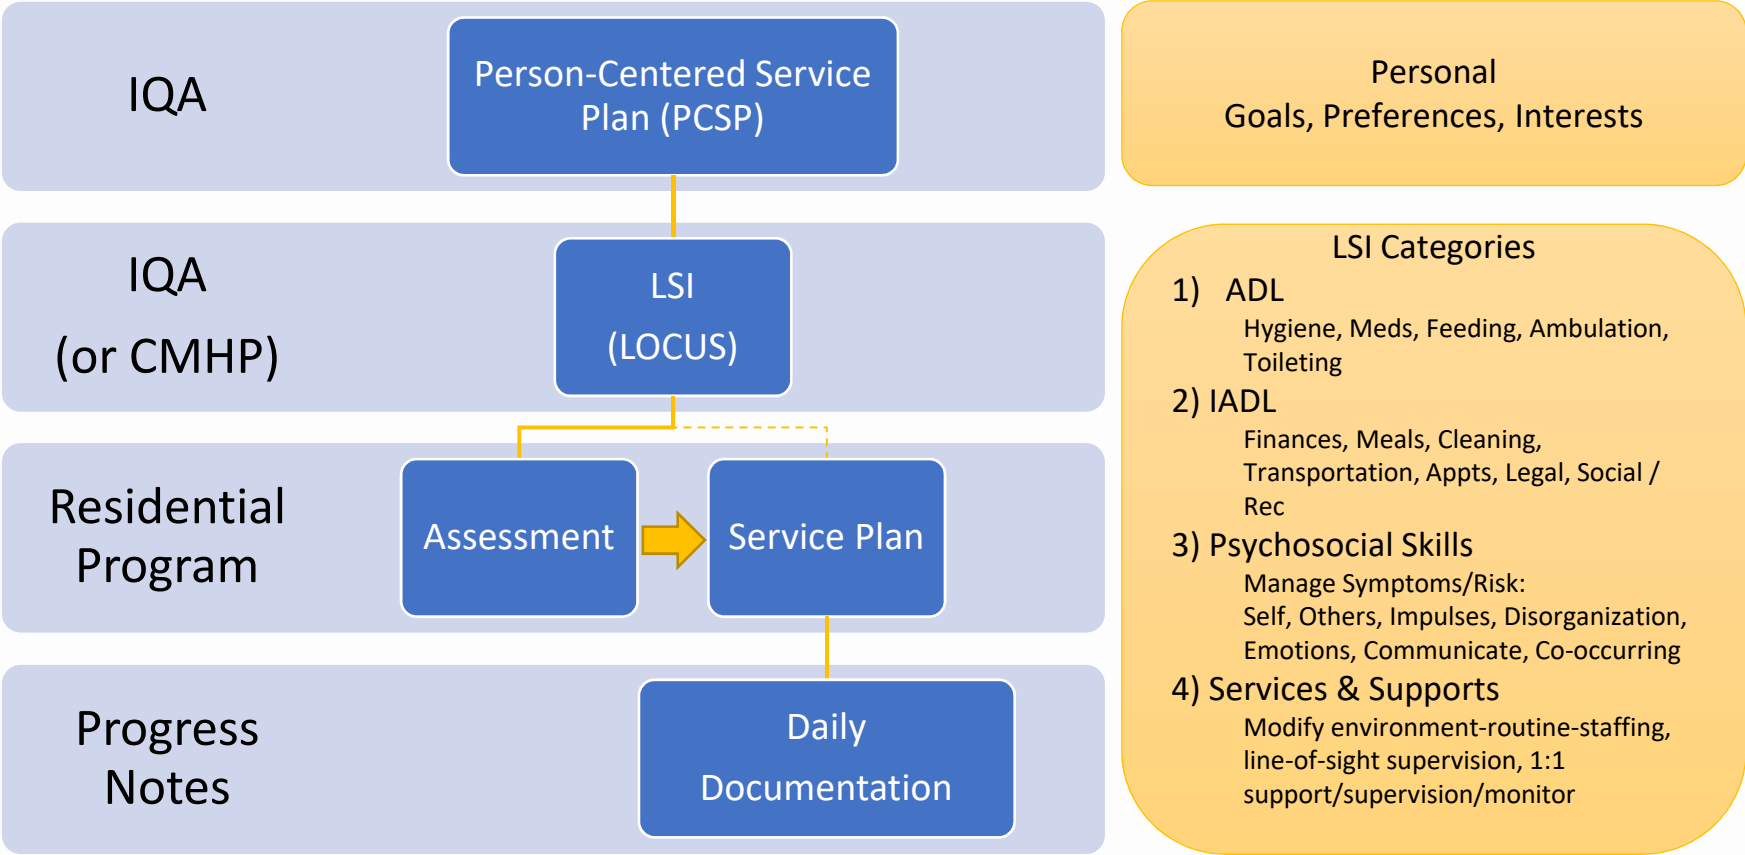 IQA
Person-Centered Service
Plan (PCSP)
Personal
Goals, Preferences, Interests
IQA
(or CMHP)
LSI
(LOCUS)
Residential
Program
Assessment
Service Plan
Progress
Notes
Daily
Documentation
LSI Categories
1) ADL
Hygiene, Meds, Feeding, Ambulation,
Toileting
2) IADL
Finances, Meals, Cleaning,
Transportation, Appts, Legal, Social /
Rec
3) Psychosocial Skills
Manage Symptoms/Risk:
Self, Others, Impulses, Disorganization,
Emotions, Communicate, Co-occurring
4) Services & Supports
Modify environment-routine-staffing,
line-of-sight supervision, 1:1
support/supervision/monitor